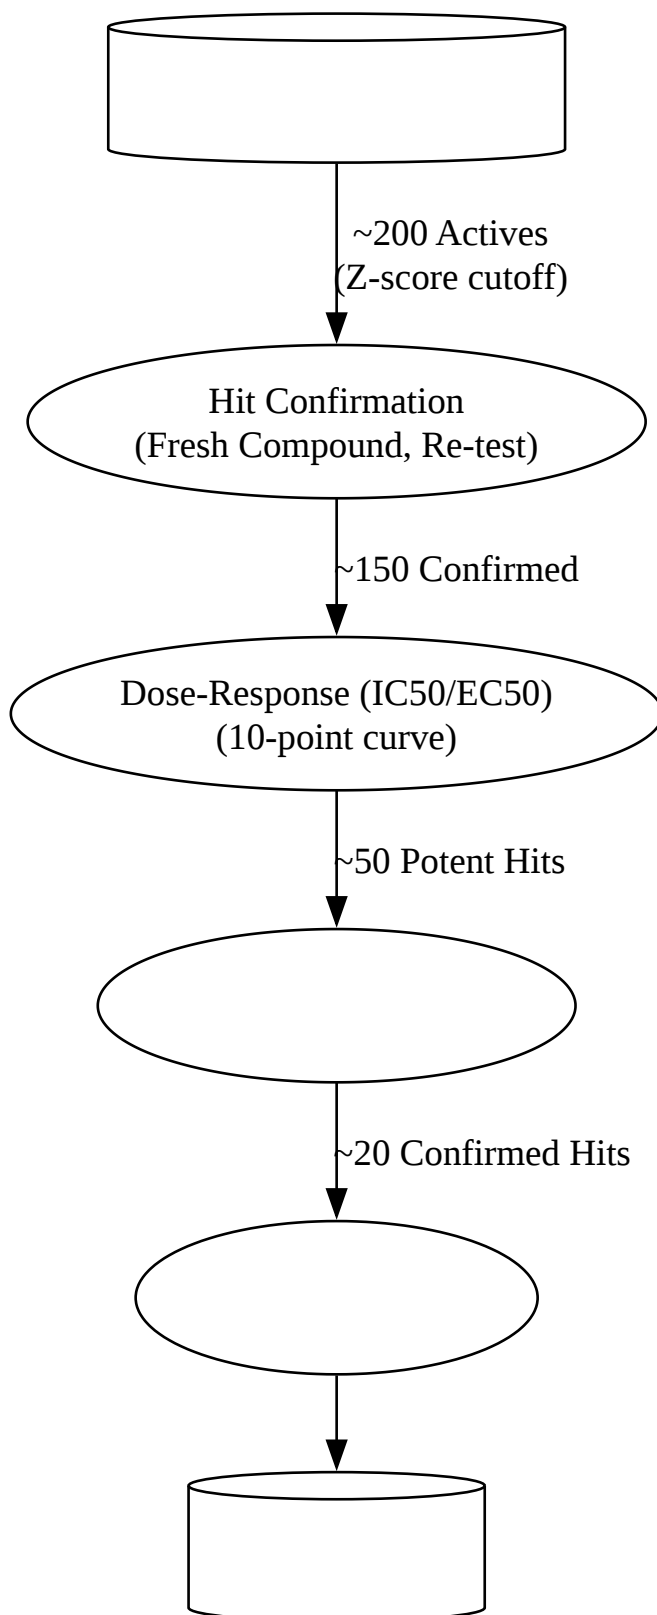 ~200 Actives
(Z-score cutoff)
Hit Confirmation
(Fresh Compound, Re-test)
~150 Confirmed
Dose-Response (IC50/EC50)
(10-point curve)
~50 Potent Hits
~20 Confirmed Hits